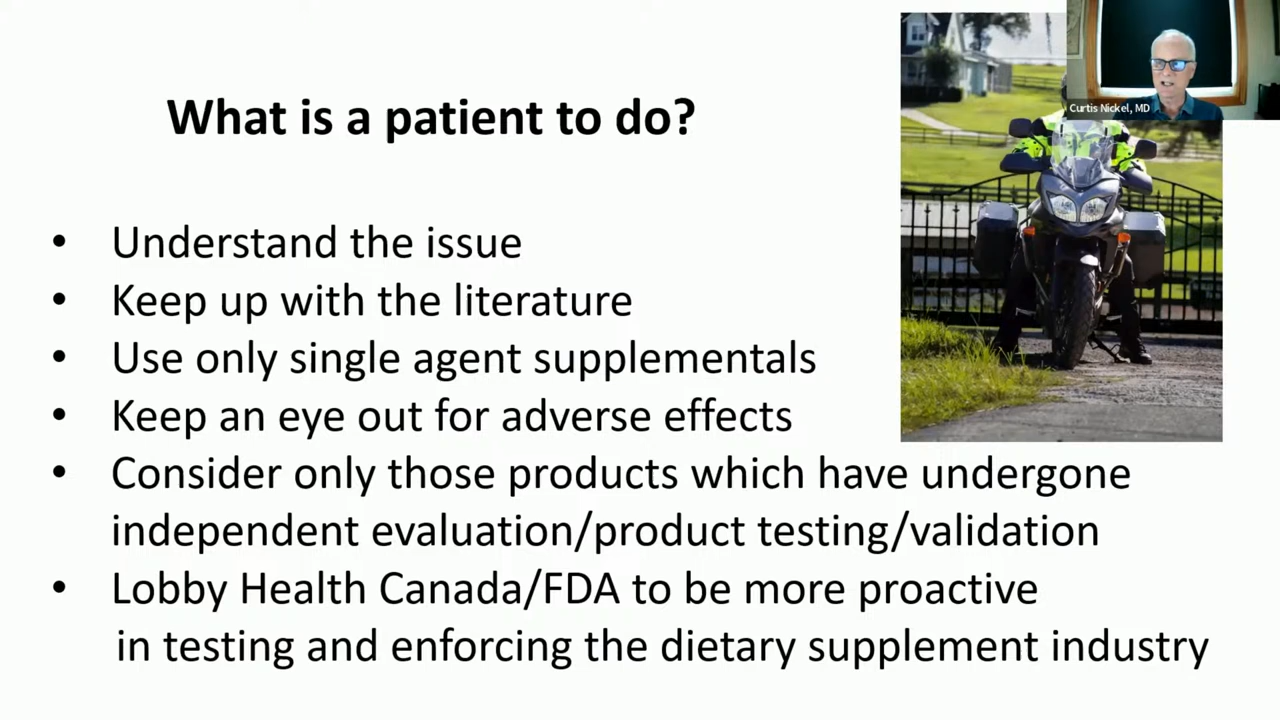 Curtis Nickel, MD
What is a patient to do?
• Understand the issue
• Keep up with the literature
• Use only single agent supplementals
• Keep an eye out for adverse effects
• Consider only those products which have undergone
independent evaluation/product testing/validation
• Lobby Health Canada/FDA to be more proactive
in testing and enforcing the dietary supplement industry